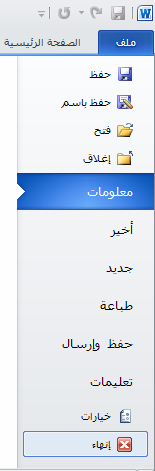 ملف الصفحة الرئيسية
حفظ
حفظ باسم
فتح
إغلاق
معلومات
أخير
جديد
طباعة
حفظ وإرسال
تعليمات
خيارات
إنهاء